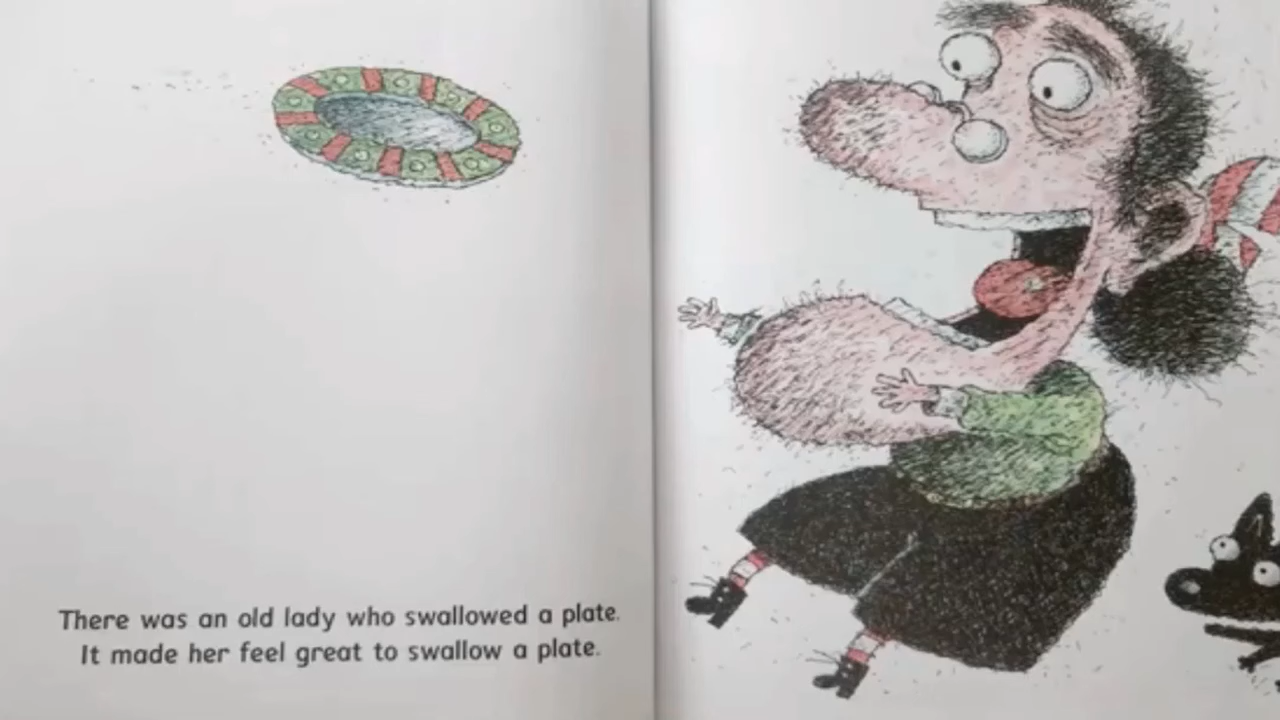 There was an old lady who swallowed a plate.
It made her feel great to swallow a plate.